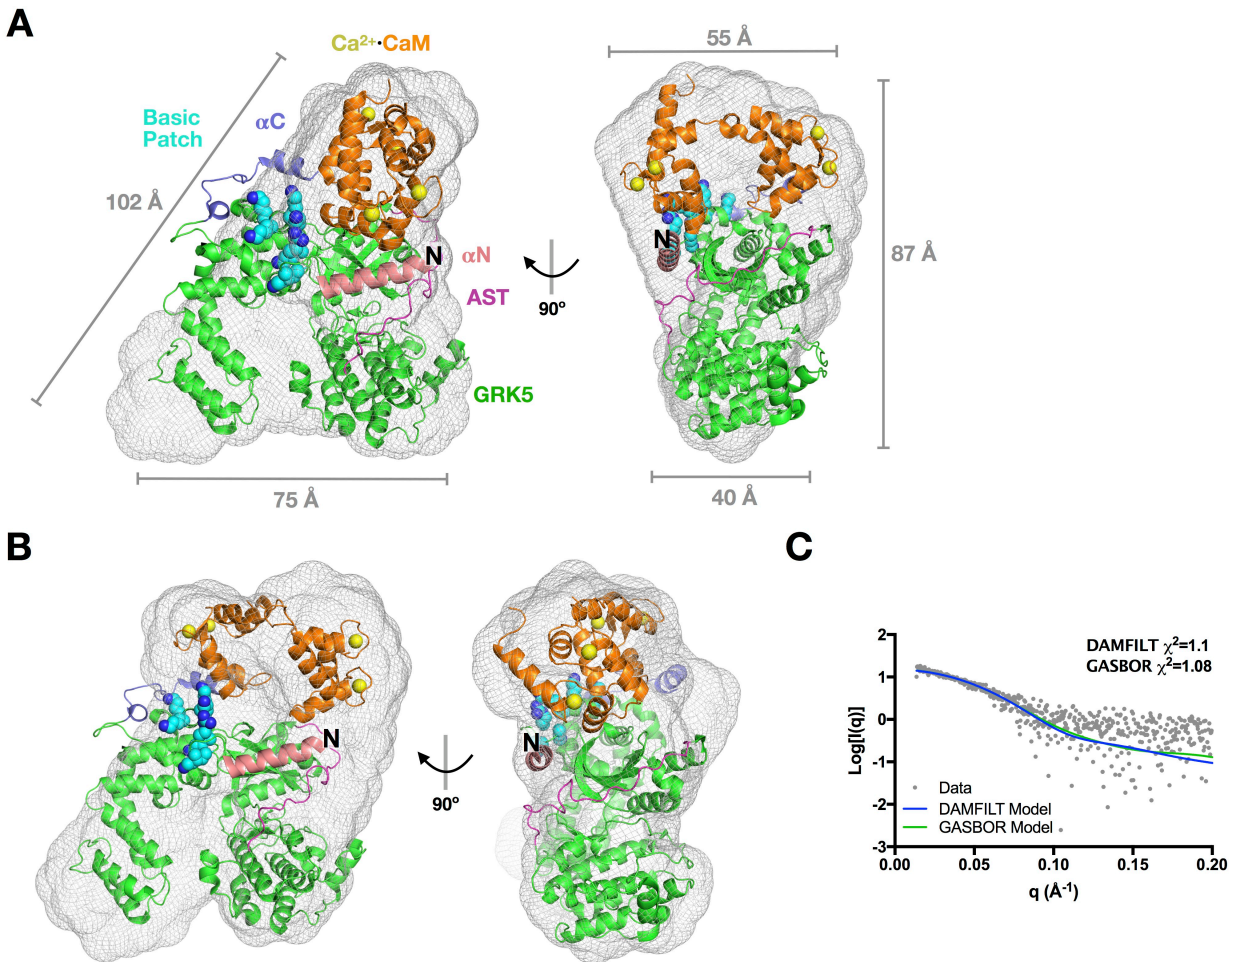 A
Ca²⁺·CaM
55 Å
Basic
Patch
αC
102 Å
N
αN
AST
90º
N
87 Å
GRK5
75 Å
40 Å
B
C
N
90º
N
DAMFILT χ²=1.1
GASBOR χ²=1.08
Log[I(q)]
2
1
0
-1
-2
-3
Data
DAMFILT Model
GASBOR Model
0.00 0.05 0.10 0.15 0.20
q (Å⁻¹)